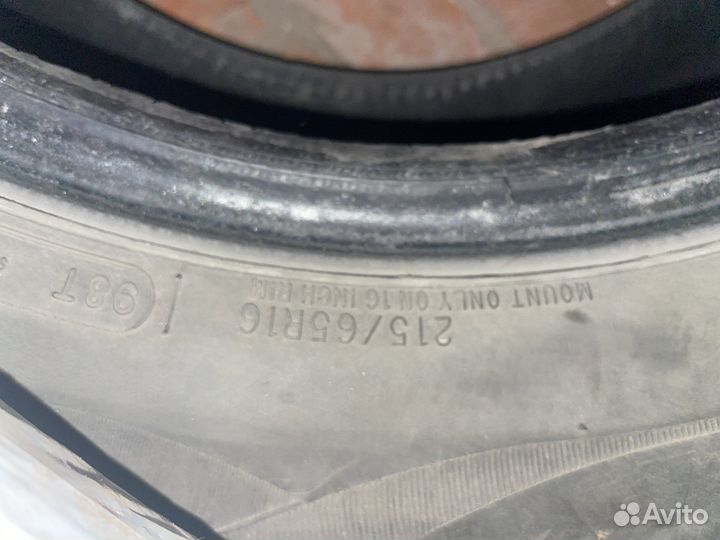 MOUNT ONLY ON 16 INCH RIM
215/65R16
98T
Avito